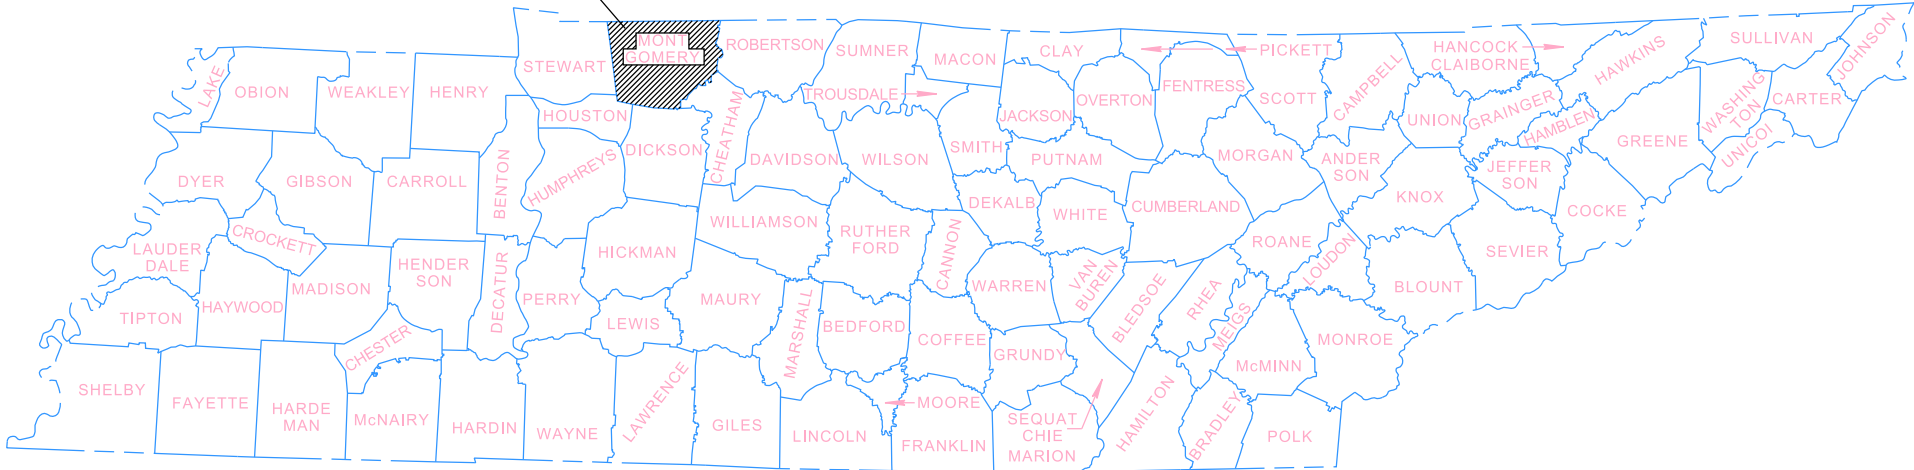 LAKE
OBION
WEAKLEY
HENRY
STEWART
MONT
GOMERY
ROBERTSON
SUMNER
MACON
CLAY
PICKETT
HANCOCK
CLAIBORNE
HAWKINS
SULLIVAN
JOHNSON
HOUSTON
CHEATHAM
TROUSDALE
JACKSON
OVERTON
FENTRESS
SCOTT
CAMPBELL
UNION
GRAINGER
HAMBLEN
GREENE
WASHING
TON
CARTER
UNICOI
DYER
GIBSON
CARROLL
BENTON
HUMPHREYS
DICKSON
DAVIDSON
WILSON
SMITH
PUTNAM
MORGAN
ANDER
SON
KNOX
JEFFER
SON
COCKE
LAUDER
DALE
CROCKETT
HENDER
SON
DECATUR
HICKMAN
WILLIAMSON
RUTHER
FORD
CANNON
DEKALB
WHITE
CUMBERLAND
ROANE
LOUDON
SEVIER
TIPTON
HAYWOOD
MADISON
PERRY
LEWIS
MAURY
MARSHALL
BEDFORD
COFFEE
WARREN
VAN
BUREN
BLEDSOE
RHEA
MEIGS
BLOUNT
MONROE
McMINN
SHELBY
FAYETTE
HARDE
MAN
CHESTER
McNAIRY
HARDIN
WAYNE
LAWRENCE
GILES
LINCOLN
MOORE
FRANKLIN
GRUNDY
SEQUAT
CHIE
MARION
HAMILTON
BRADLEY
POLK